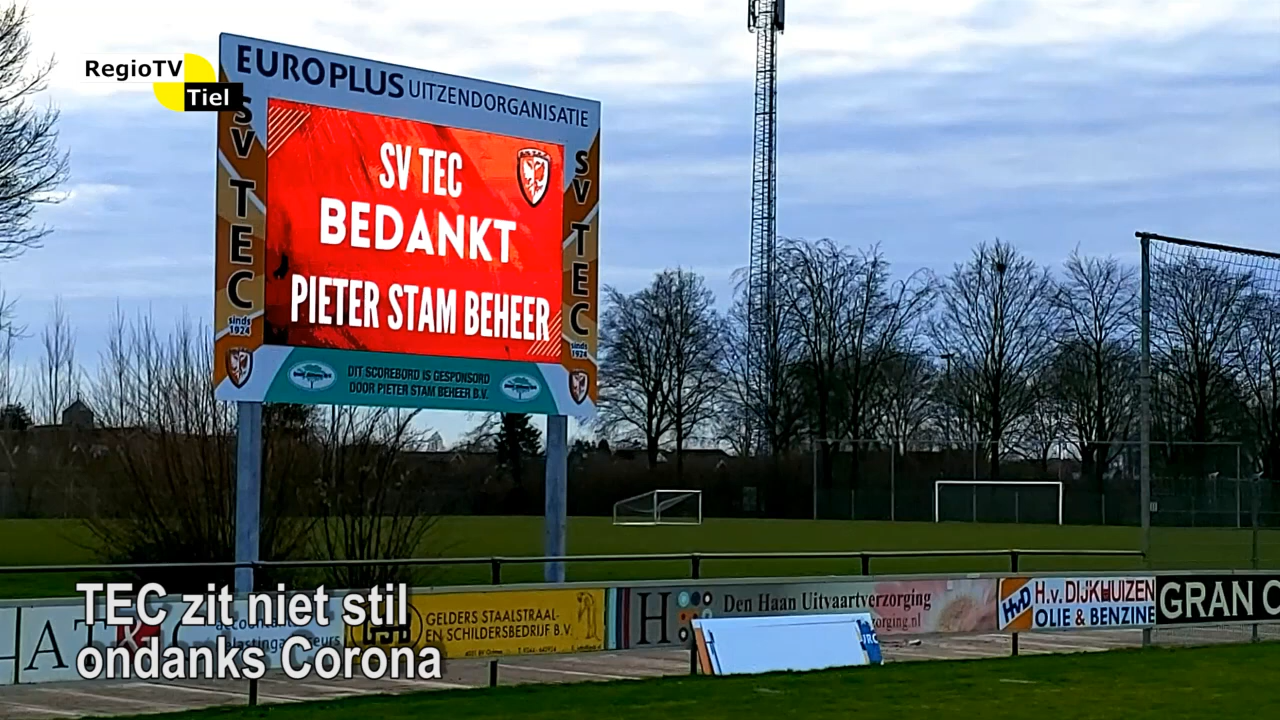 RegioTV
Tiel
EUROPLUS UITZENDORGANISATIE
SV TEC
sinds
1924
SV TEC
BEDANKT
PIETER STAM BEHEER
SV TEC
sinds
1924
DIT SCOREBORD IS GESPONSORD
DOOR PIETER STAM BEHEER B.V.
TEC zit niet stil
ondanks Corona
GELDERS STAALSTRAAL-
EN SCHILDERSBEDRIJF B.V.
H
Den Haan Uitvaartverzorging
HvD
H.v. DIJKHUIZEN
OLIE & BENZINE
GRAN C